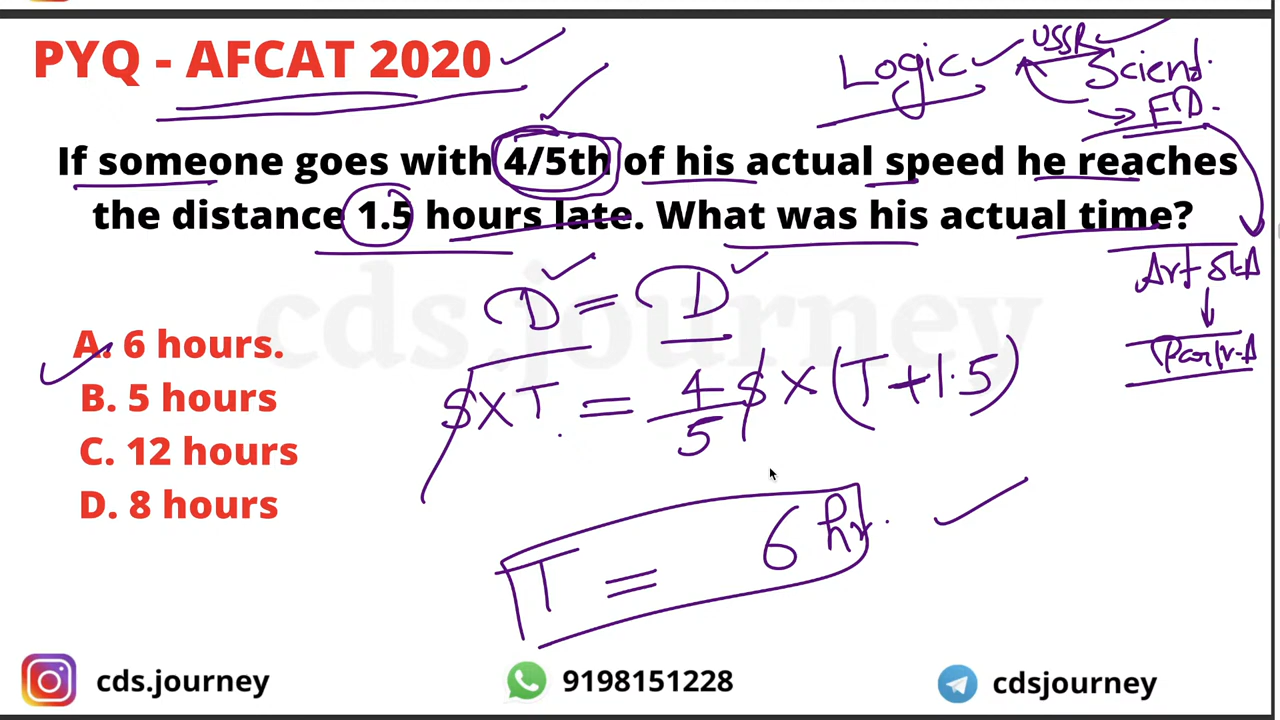 PYQ - AFCAT 2020
Logic
USSR
Scient.
→ FD.
If someone goes with 4/5th of his actual speed he reaches
the distance 1.5 hours late. What was his actual time?
cds.journey
D = D
A. 6 hours.
B. 5 hours
C. 12 hours
D. 8 hours
S×T = 4/5 S × (T+1.5)
T = 6 hr.
cds.journey
9198151228
cdsjourney